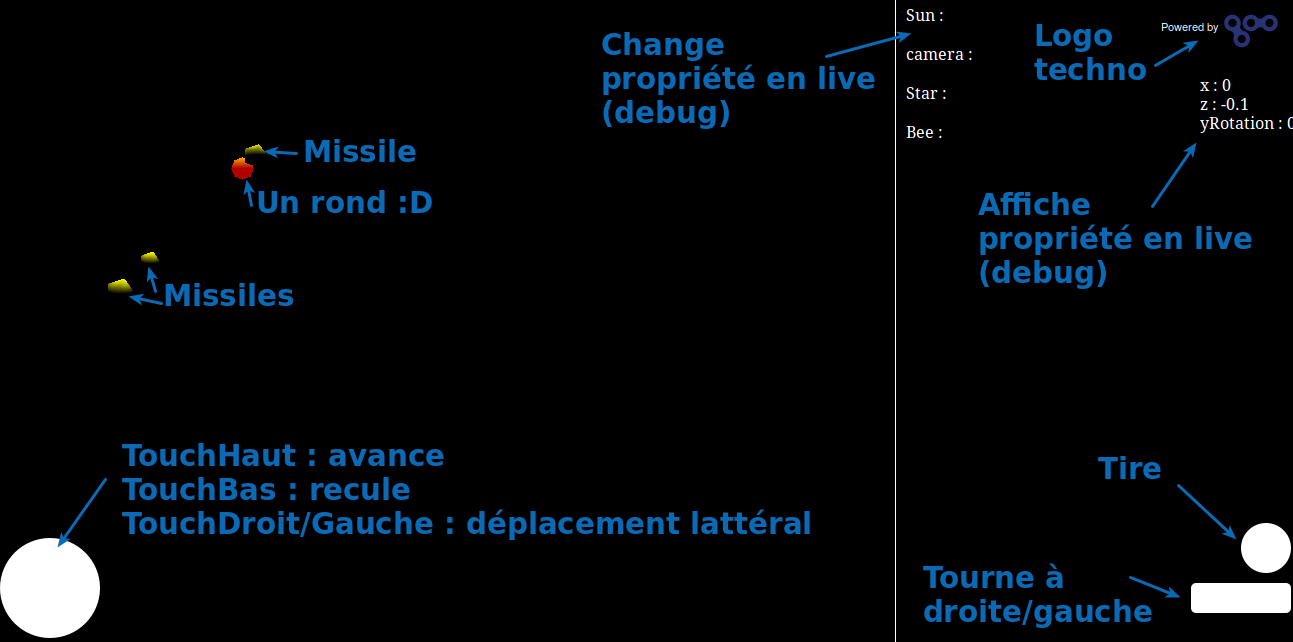 Sun :
camera :
Star :
Bee :
Powered by
x : 0
z : -0.1
yRotation : 0
Change
propriété en live
(debug)
Logo
techno
Missile
Un rond :D
Missiles
Affiche
propriété en live
(debug)
TouchHaut : avance
TouchBas : recule
TouchDroit/Gauche : déplacement lattéral
Tire
Tourne à
droite/gauche